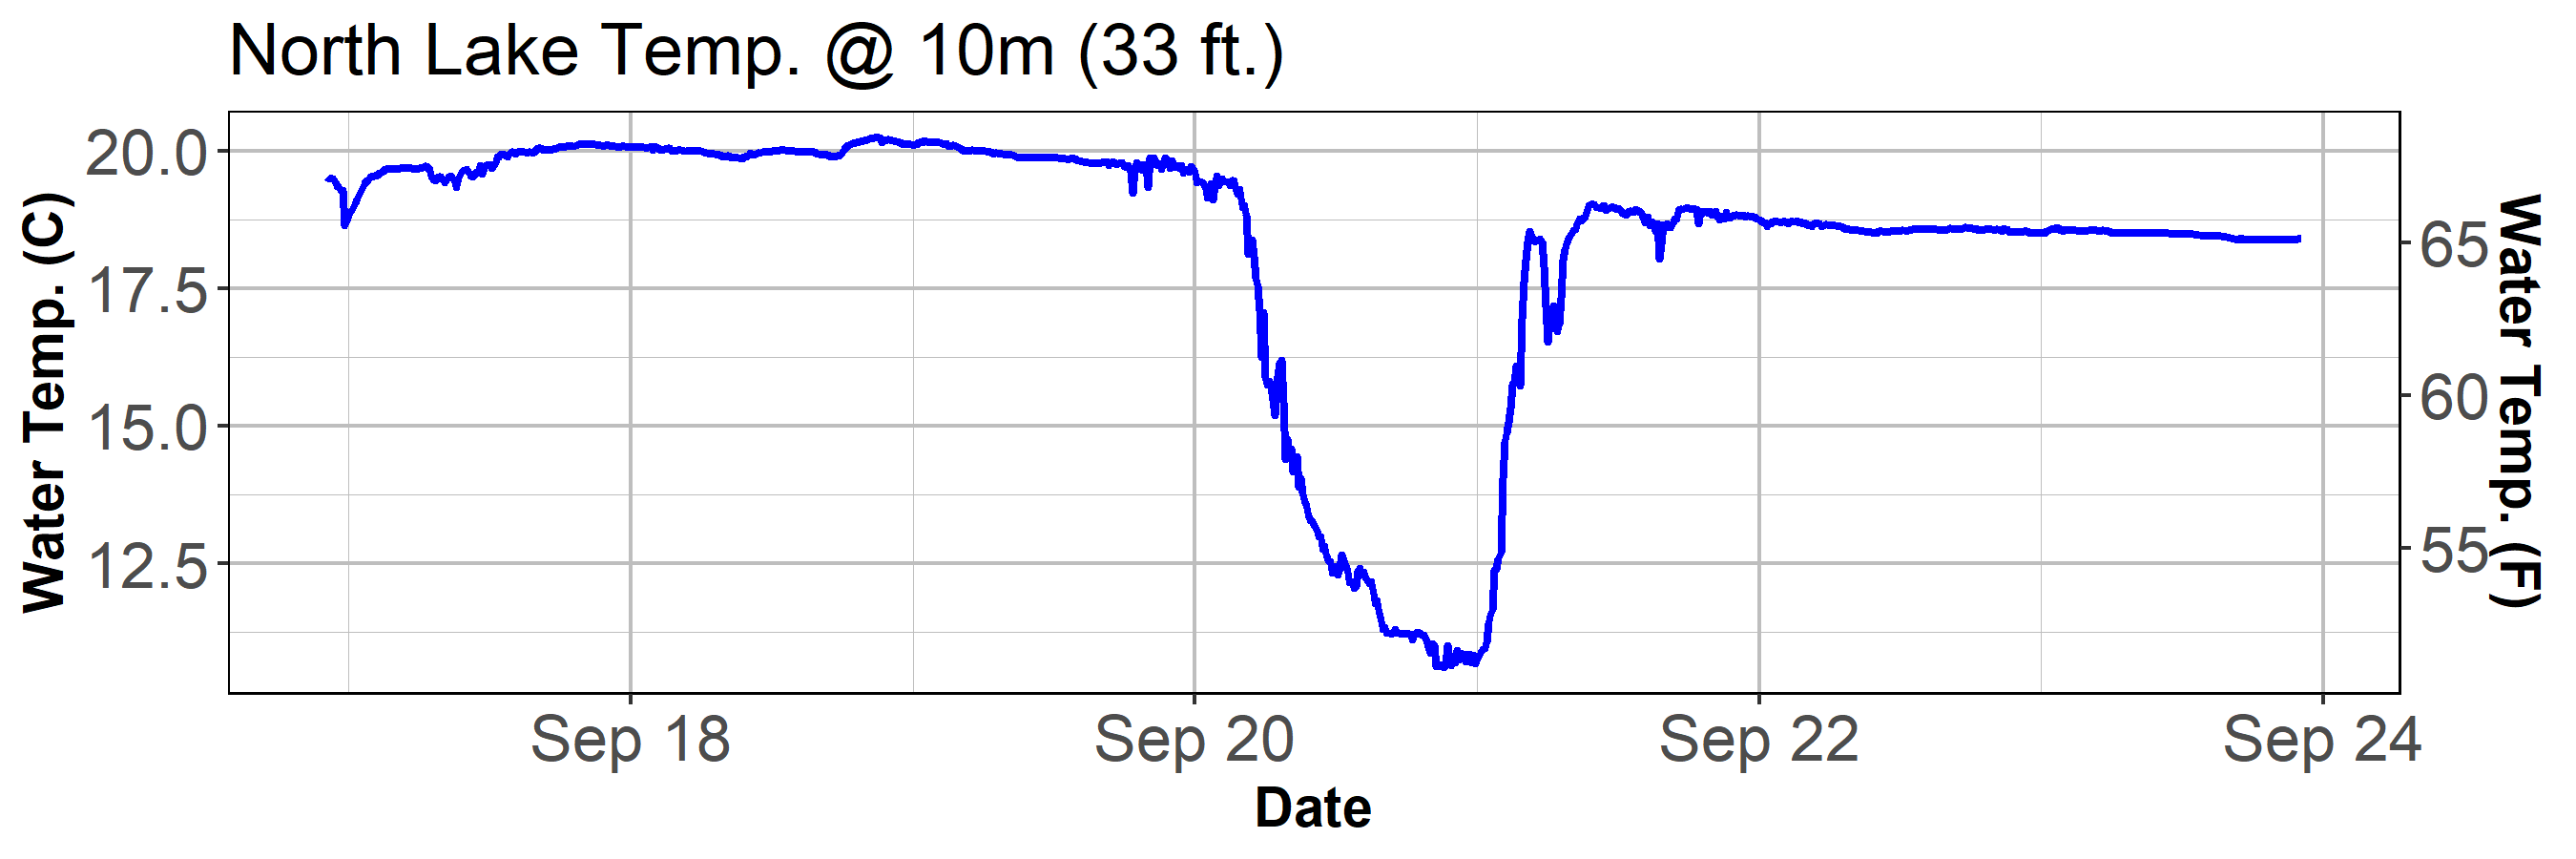 North Lake Temp. @ 10m (33 ft.)
Water Temp. (C)
20.0
17.5
15.0
12.5
65
60
55
Water Temp. (F)
Sep 18
Sep 20
Sep 22
Sep 24
Date